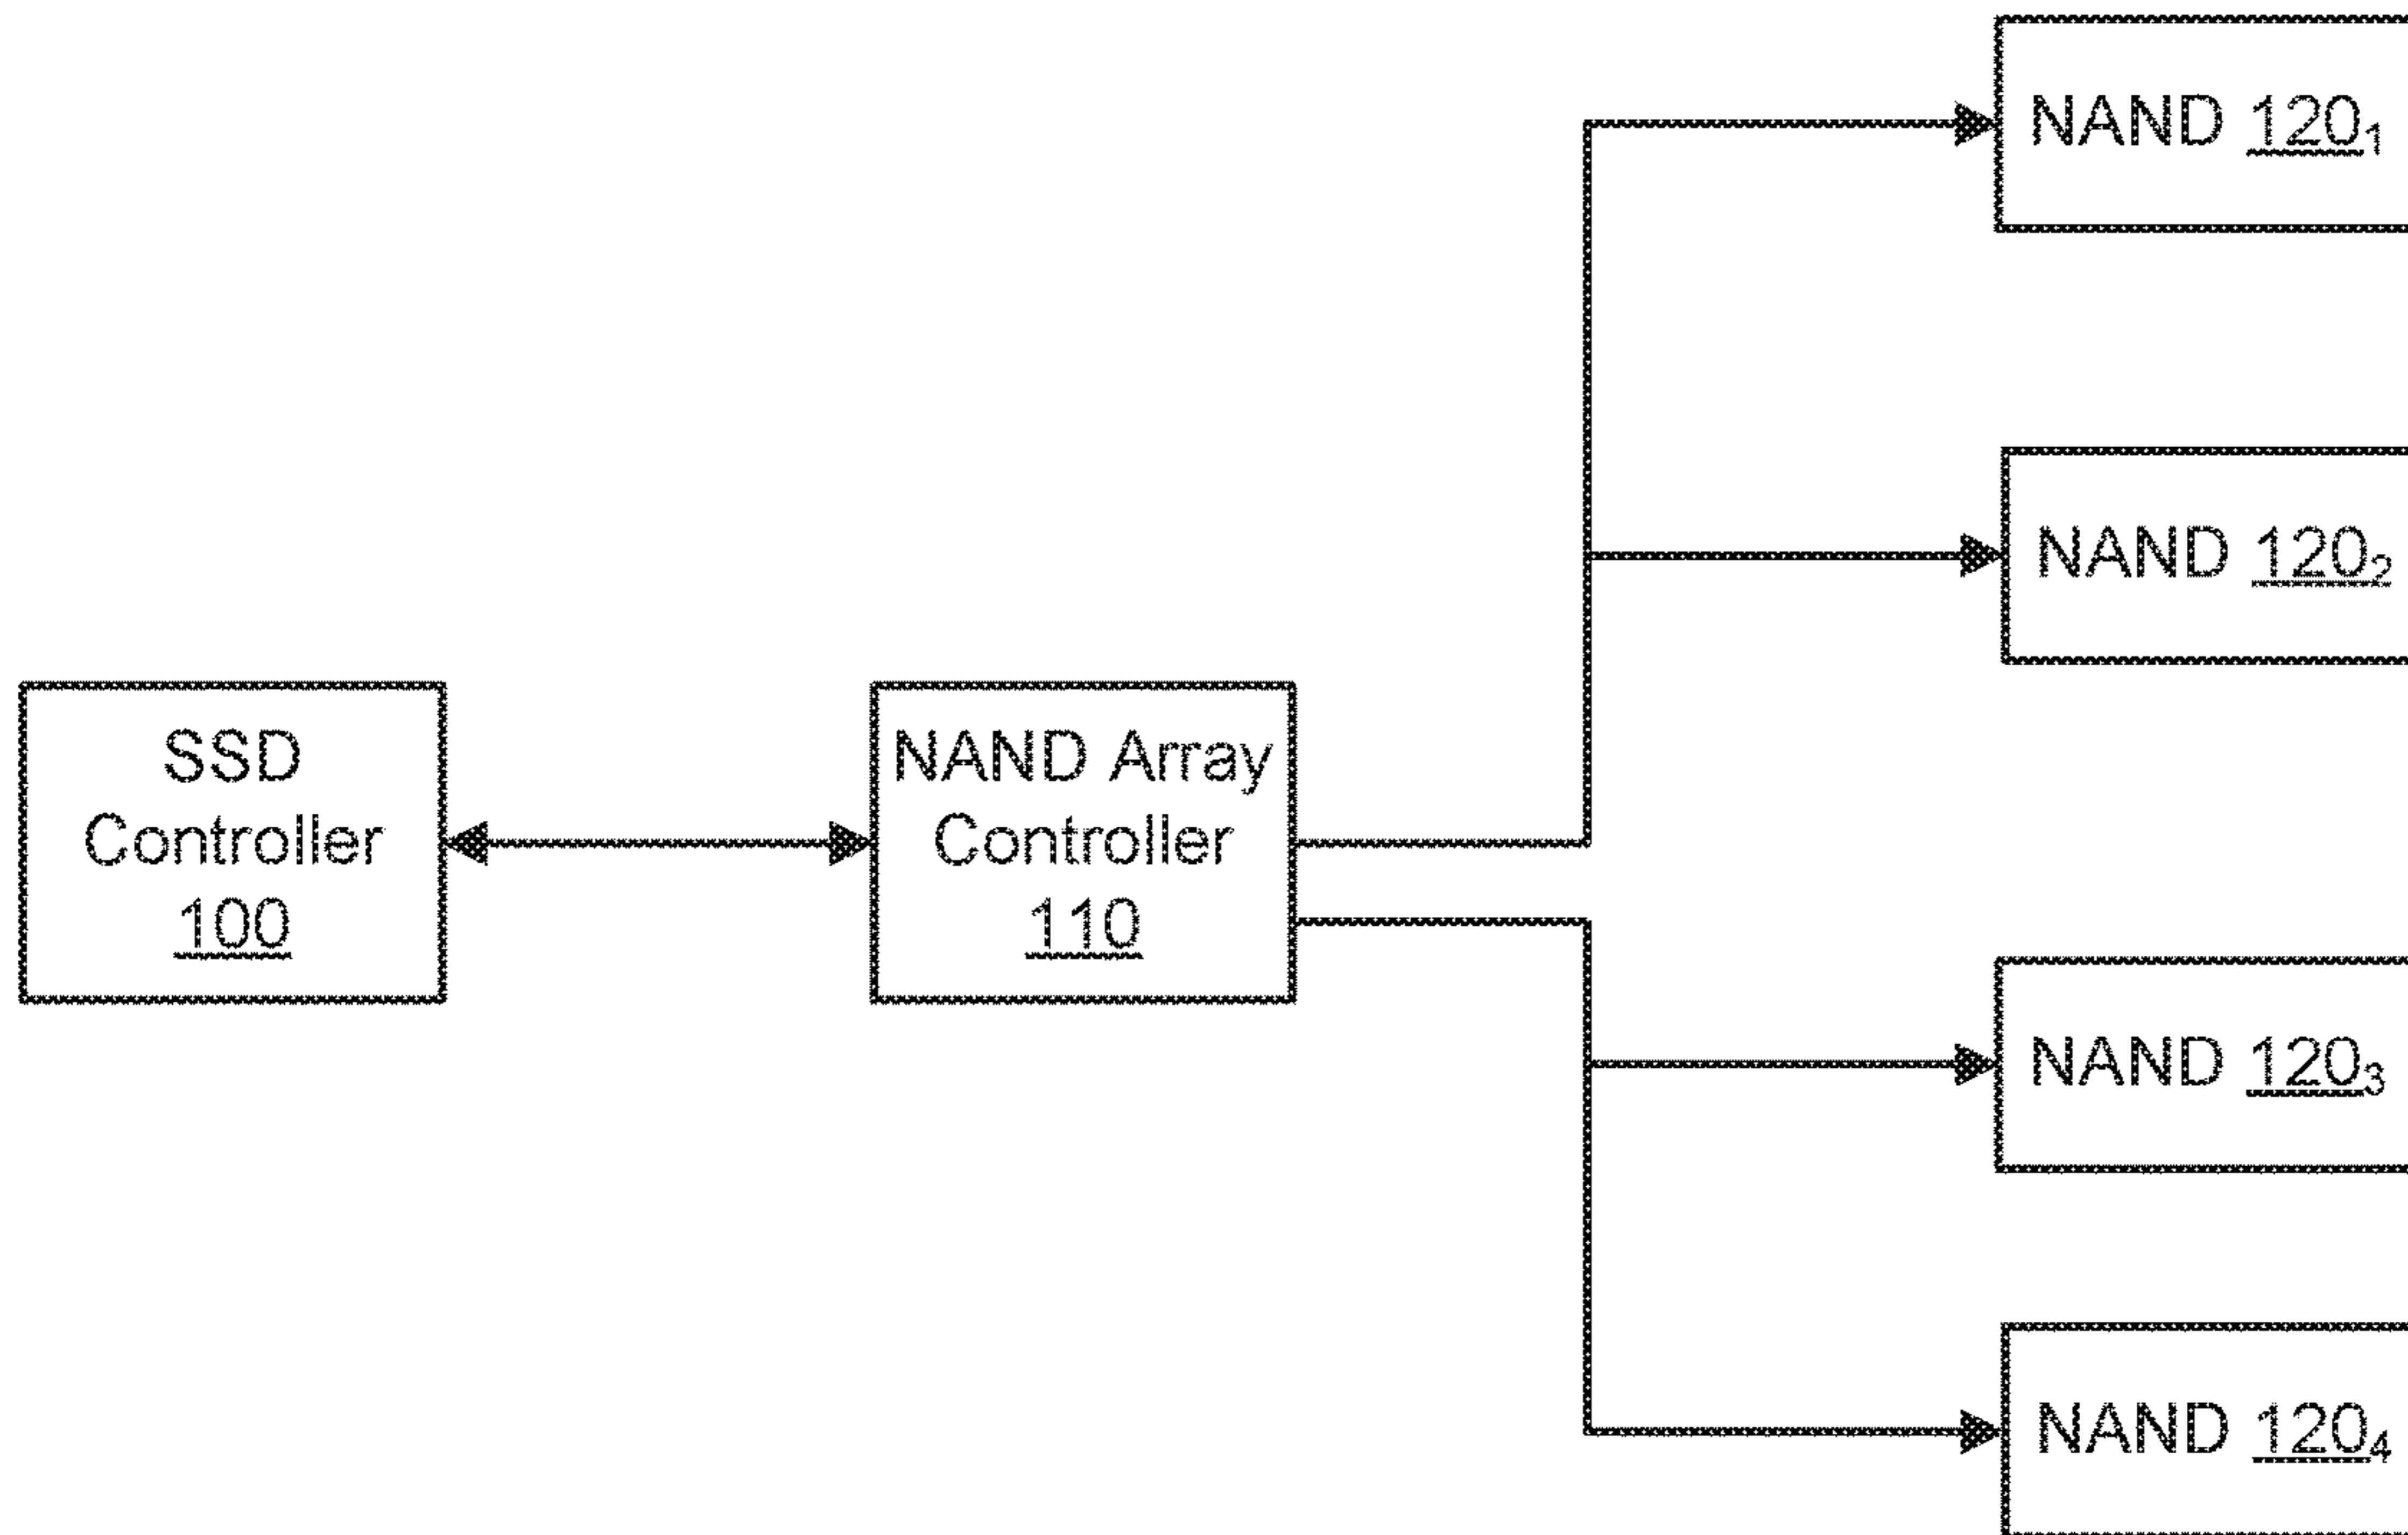 NAND 120₁
NAND 120₂
SSD
Controller
100
NAND Array
Controller
110
NAND 120₃
NAND 120₄